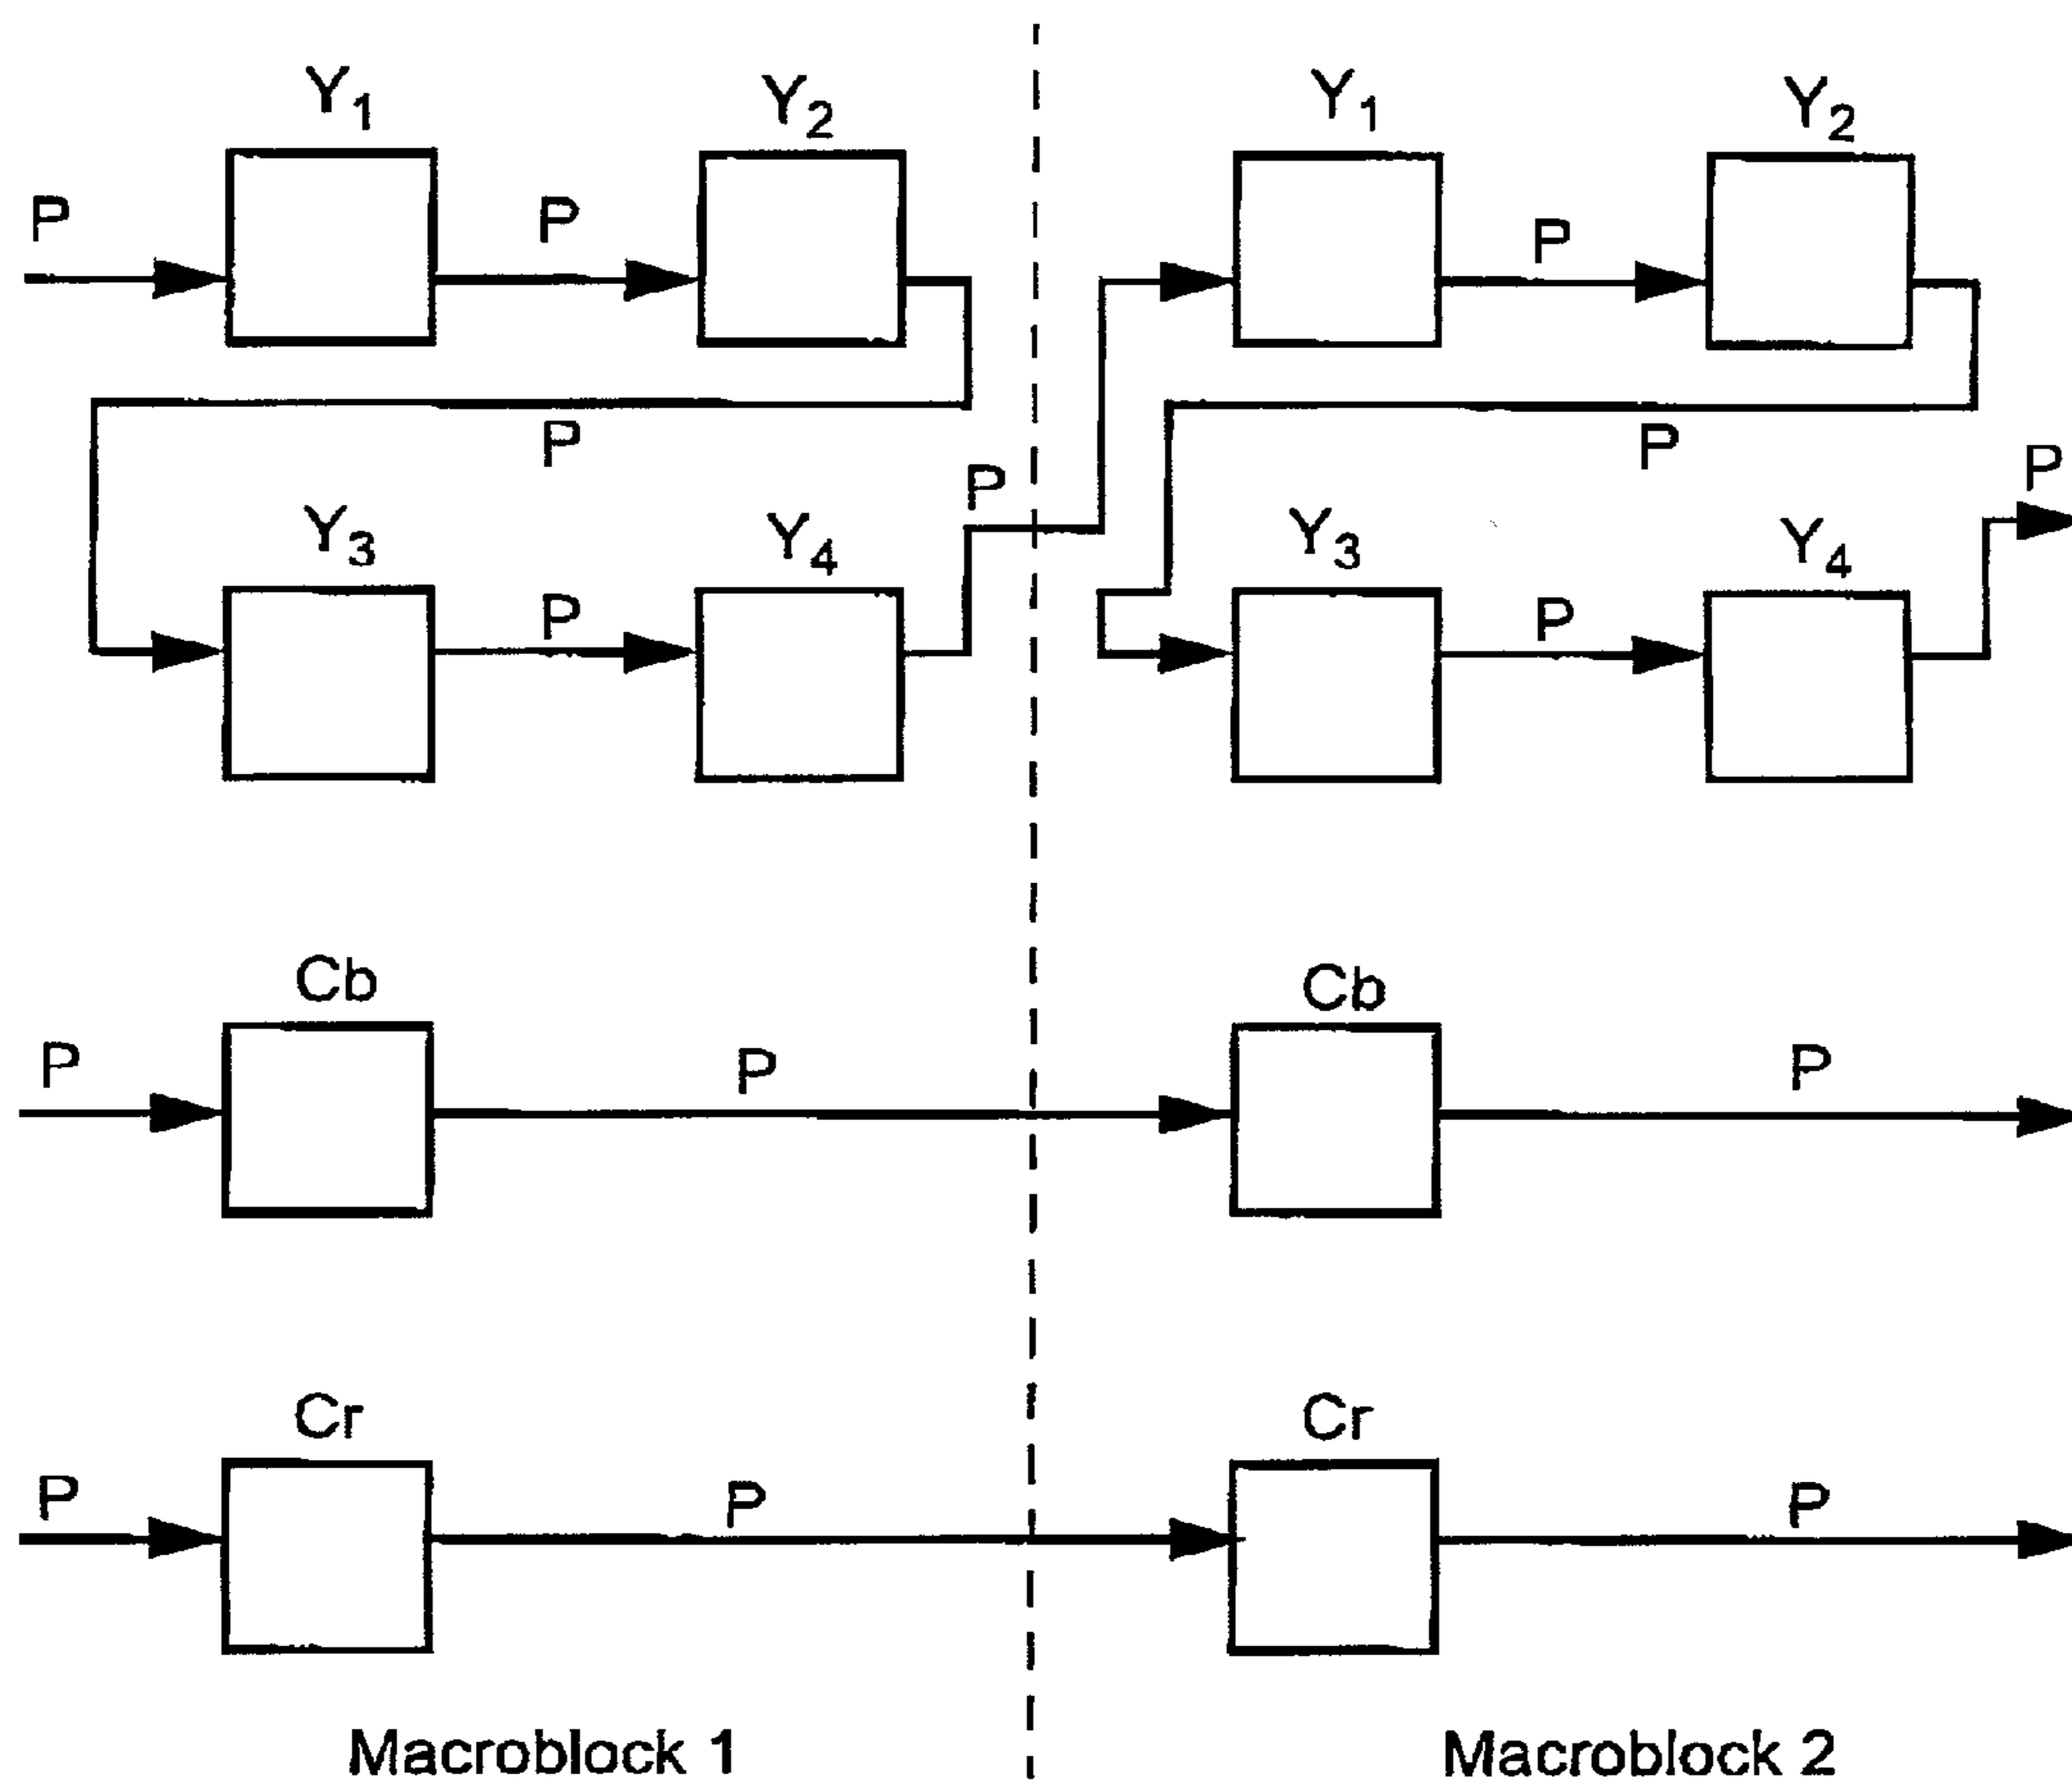 Y₁ Y₂ Y₁ Y₂
P P P
P P P P
Y₃ Y₄ Y₃ Y₄
P P
Cb Cb
P P P
Cr Cr
P P P
Macroblock 1 Macroblock 2